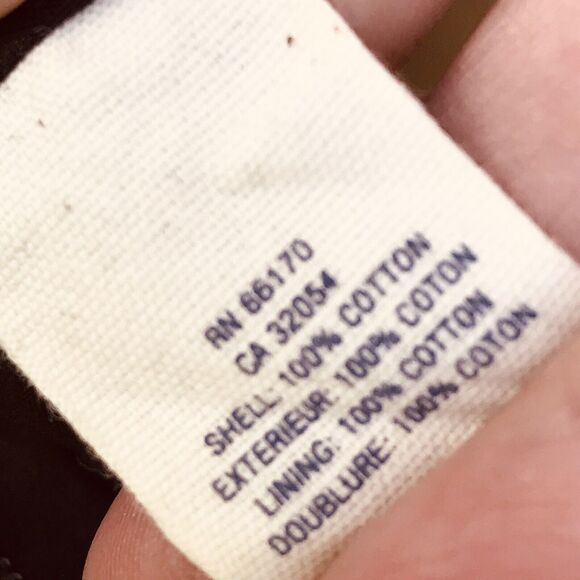 RN 66170
CA 32054
SHELL: 100% COTTON
EXTERIEUR: 100% COTON
LINING: 100% COTTON
DOUBLURE: 100% COTON